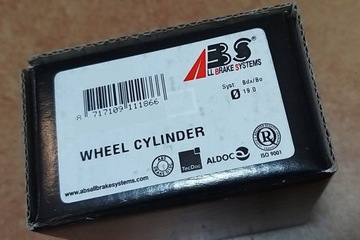 ABS
ALL BRAKE SYSTEMS
Syst Bdx/Bo
Ø 19.0
8 717109 111866
WHEEL CYLINDER
TecDoc
ALDOC
R
ISO 9001
www.absallbrakesystems.com